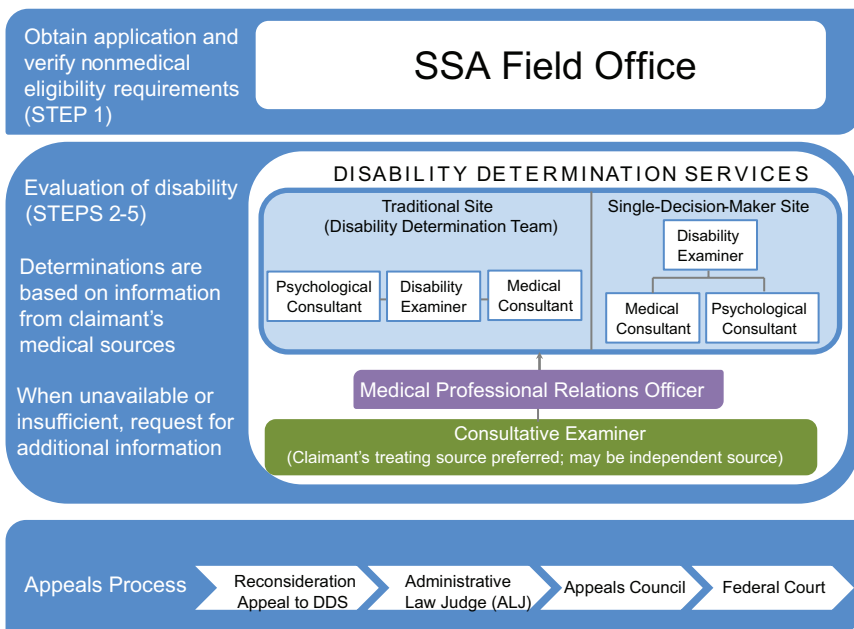 Obtain application and
verify nonmedical
eligibility requirements
(STEP 1)
SSA Field Office
Evaluation of disability
(STEPS 2-5)
Determinations are
based on information
from claimant's
medical sources
When unavailable or
insufficient, request for
additional information
DISABILITY DETERMINATION SERVICES
Traditional Site
(Disability Determination Team)
Psychological
Consultant
Disability
Examiner
Medical
Consultant
Single-Decision-Maker Site
Disability
Examiner
Medical
Consultant
Psychological
Consultant
Medical Professional Relations Officer
Consultative Examiner
(Claimant's treating source preferred; may be independent source)
Appeals Process
Reconsideration
Appeal to DDS
Administrative
Law Judge (ALJ)
Appeals Council
Federal Court